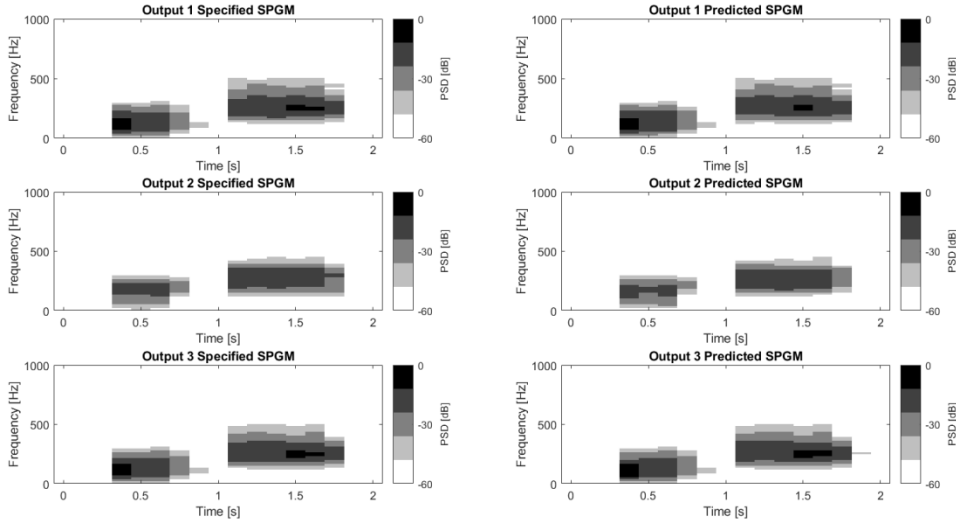 Output 1 Specified SPGM
1000
500
0
Frequency [Hz]
0 0.5 1 1.5 2
Time [s]
0
-30
-60
PSD [dB]
Output 1 Predicted SPGM
1000
500
0
Frequency [Hz]
0 0.5 1 1.5 2
Time [s]
0
-30
-60
PSD [dB]
Output 2 Specified SPGM
1000
500
0
Frequency [Hz]
0 0.5 1 1.5 2
Time [s]
0
-30
-60
PSD [dB]
Output 2 Predicted SPGM
1000
500
0
Frequency [Hz]
0 0.5 1 1.5 2
Time [s]
0
-30
-60
PSD [dB]
Output 3 Specified SPGM
1000
500
0
Frequency [Hz]
0 0.5 1 1.5 2
Time [s]
0
-30
-60
PSD [dB]
Output 3 Predicted SPGM
1000
500
0
Frequency [Hz]
0 0.5 1 1.5 2
Time [s]
0
-30
-60
PSD [dB]